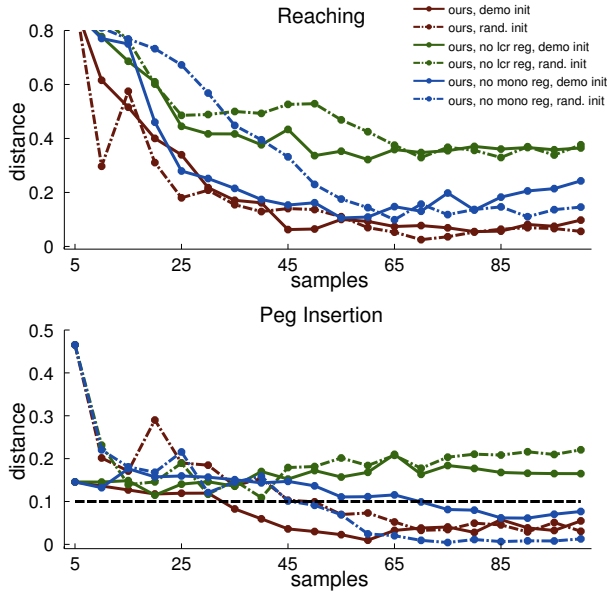 Reaching
ours, demo init
ours, rand. init
ours, no lcr reg, demo init
ours, no lcr reg, rand. init
ours, no mono reg, demo init
ours, no mono reg, rand. init
0.8
0.6
0.4
0.2
0
distance
5 25 45 65 85
samples
Peg Insertion
0.5
0.4
0.3
0.2
0.1
0
distance
5 25 45 65 85
samples